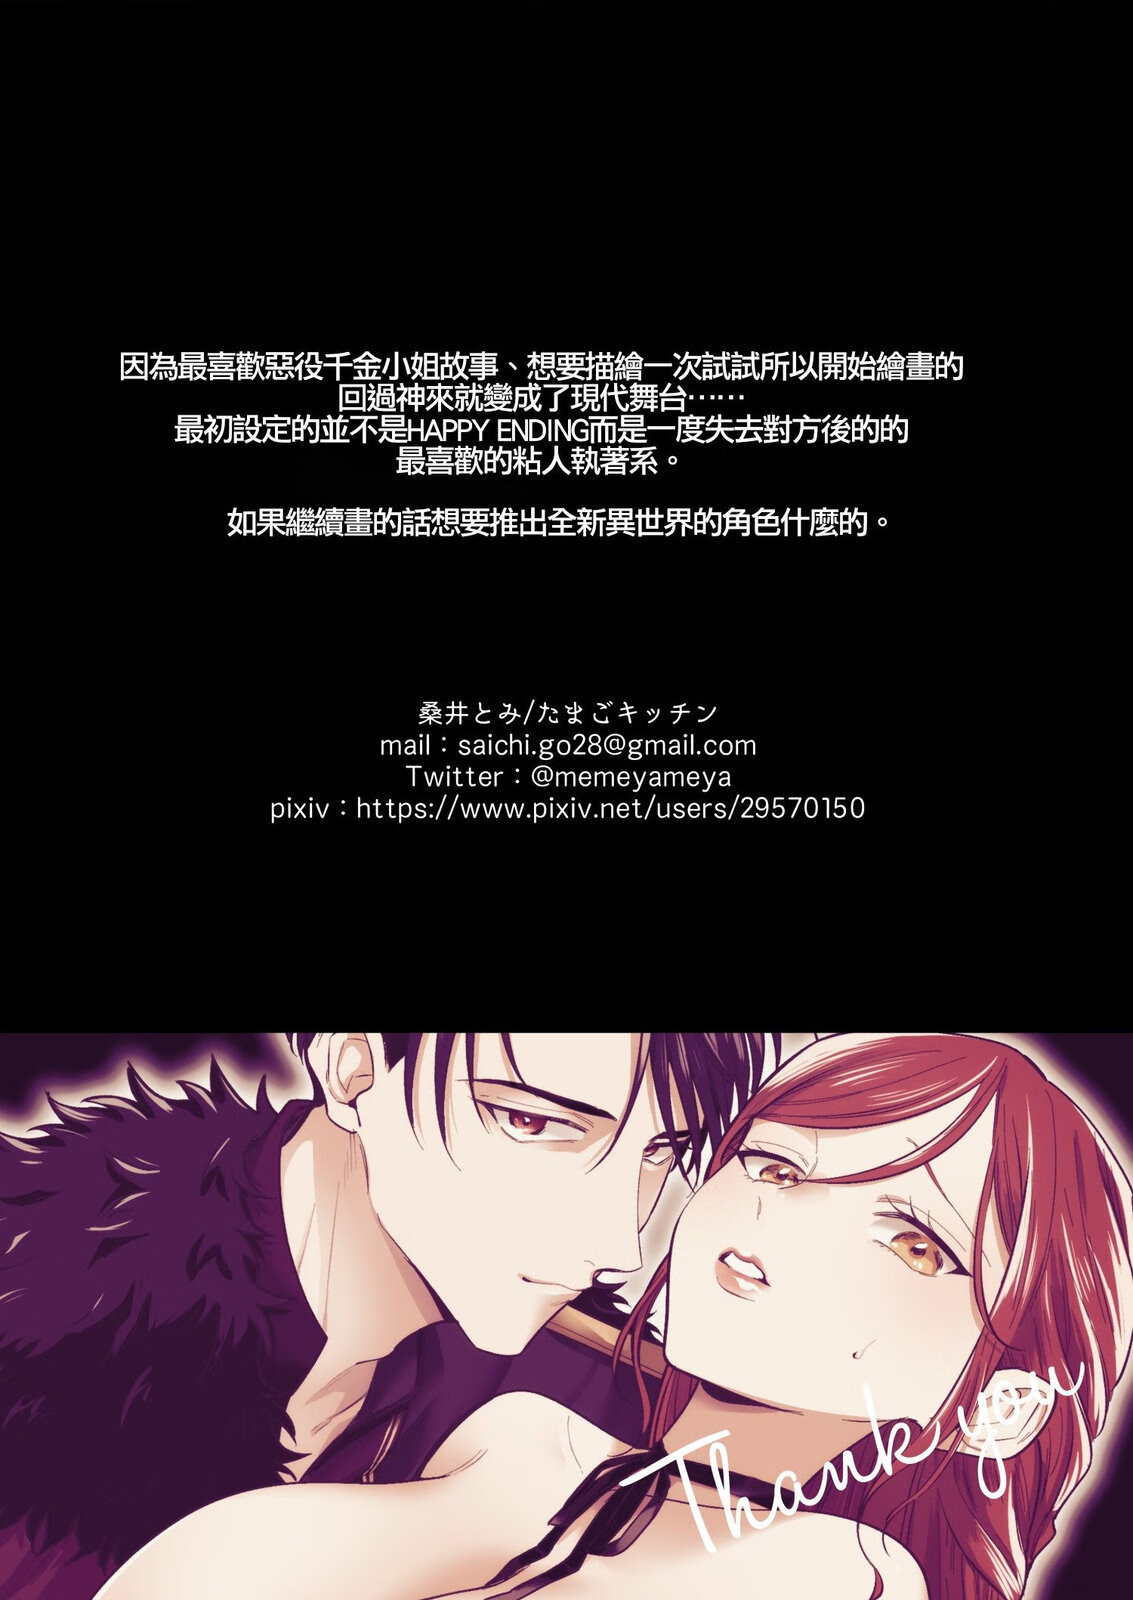 因為最喜歡惡役千金小姐故事、想要描繪一次試試所以開始繪畫的
回過神來就變成了現代舞台⋯⋯
最初設定的並不是HAPPY ENDING而是一度失去對方後的的
最喜歡的粘人執著系。
如果繼續畫的話想要推出全新異世界的角色什麼的。
桑井とみ/たまごキッチン
mail：saichi.go28@gmail.com
Twitter：@memeyameya
pixiv：https://www.pixiv.net/users/29570150
Thank you